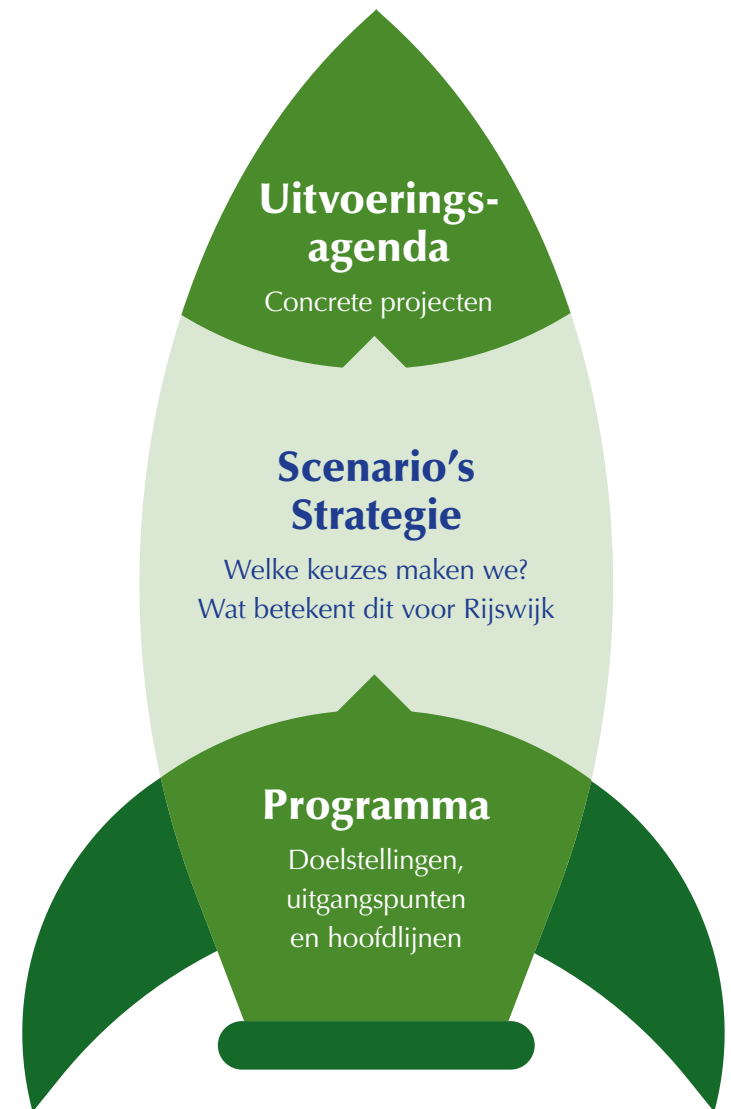 Uitvoerings-
agenda
Concrete projecten
Scenario’s
Strategie
Welke keuzes maken we?
Wat betekent dit voor Rijswijk
Programma
Doelstellingen,
uitgangspunten
en hoofdlijnen